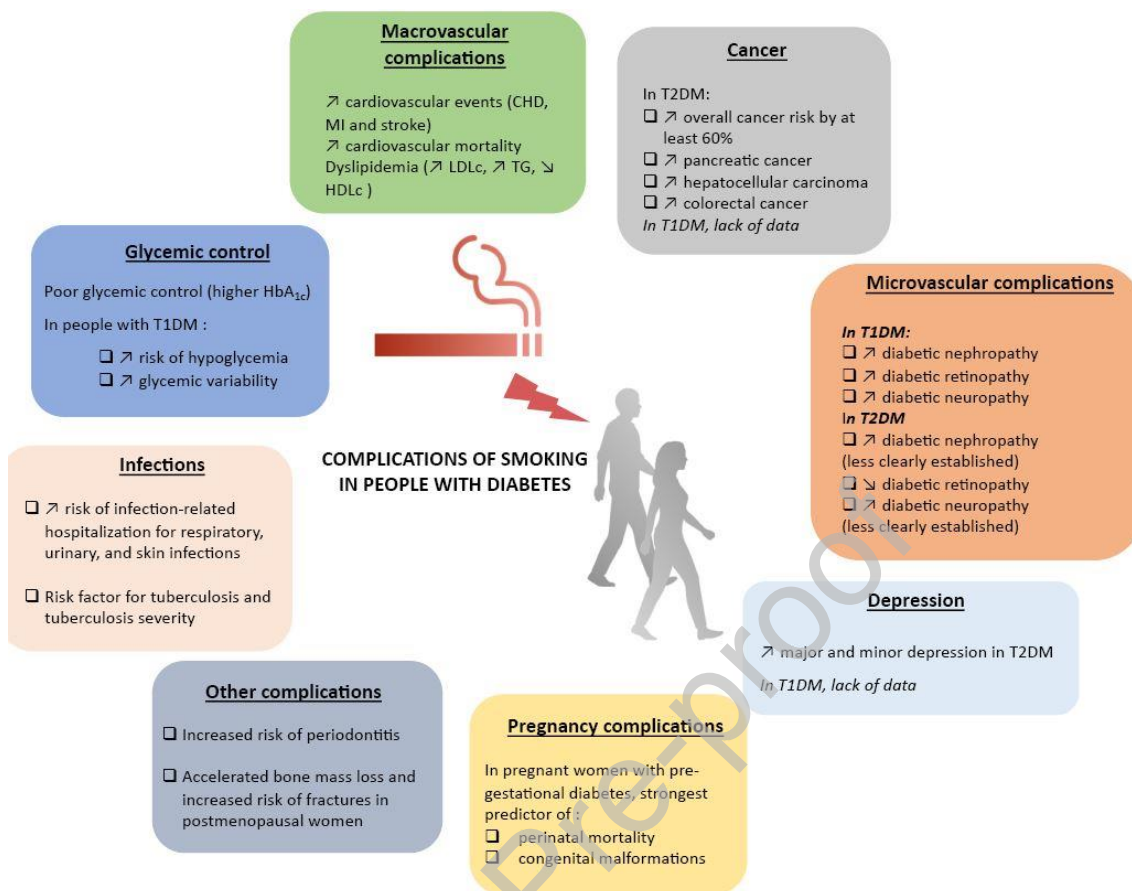 Macrovascular
complications
↗ cardiovascular events (CHD,
MI and stroke)
↗ cardiovascular mortality
Dyslipidemia (↗ LDLc, ↗ TG, ↘
HDLc )
Cancer
In T2DM:
❑ ↗ overall cancer risk by at
least 60%
❑ ↗ pancreatic cancer
❑ ↗ hepatocellular carcinoma
❑ ↗ colorectal cancer
In T1DM, lack of data
Glycemic control
Poor glycemic control (higher HbA1c)
In people with T1DM :
❑ ↗ risk of hypoglycemia
❑ ↗ glycemic variability
Microvascular complications
In T1DM:
❑ ↗ diabetic nephropathy
❑ ↗ diabetic retinopathy
❑ ↗ diabetic neuropathy
In T2DM
❑ ↗ diabetic nephropathy
(less clearly established)
❑ ↘ diabetic retinopathy
❑ ↗ diabetic neuropathy
(less clearly established)
COMPLICATIONS OF SMOKING
IN PEOPLE WITH DIABETES
Infections
❑ ↗ risk of infection-related
hospitalization for respiratory,
urinary, and skin infections
❑ Risk factor for tuberculosis and
tuberculosis severity
Depression
↗ major and minor depression in T2DM
In T1DM, lack of data
Other complications
❑ Increased risk of periodontitis
❑ Accelerated bone mass loss and
increased risk of fractures in
postmenopausal women
Pregnancy complications
In pregnant women with pre-
gestational diabetes, strongest
predictor of :
❑ perinatal mortality
❑ congenital malformations
Pre-proof